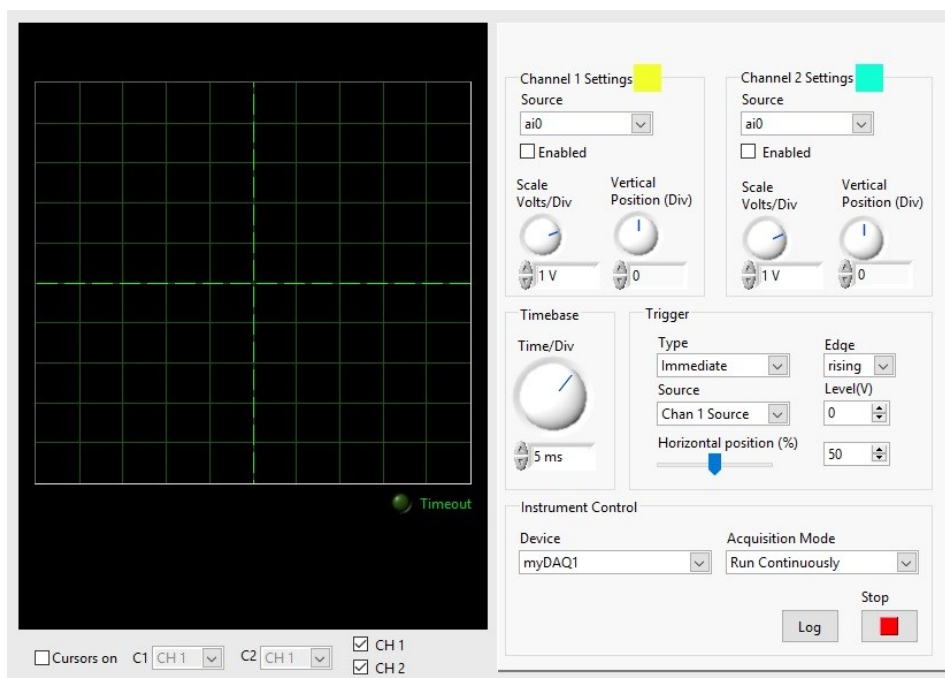 Channel 1 Settings
Source
ai0
Enabled
Scale
Volts/Div
Vertical
Position (Div)
1 V
0
Channel 2 Settings
Source
ai0
Enabled
Scale
Volts/Div
Vertical
Position (Div)
1 V
0
Timebase
Time/Div
5 ms
Trigger
Type
Immediate
Edge
rising
Source
Chan 1 Source
Level(V)
0
Horizontal position (%)
50
Timeout
Instrument Control
Device
myDAQ1
Acquisition Mode
Run Continuously
Stop
Log
Cursors on C1 CH 1 C2 CH 1
CH 1
CH 2